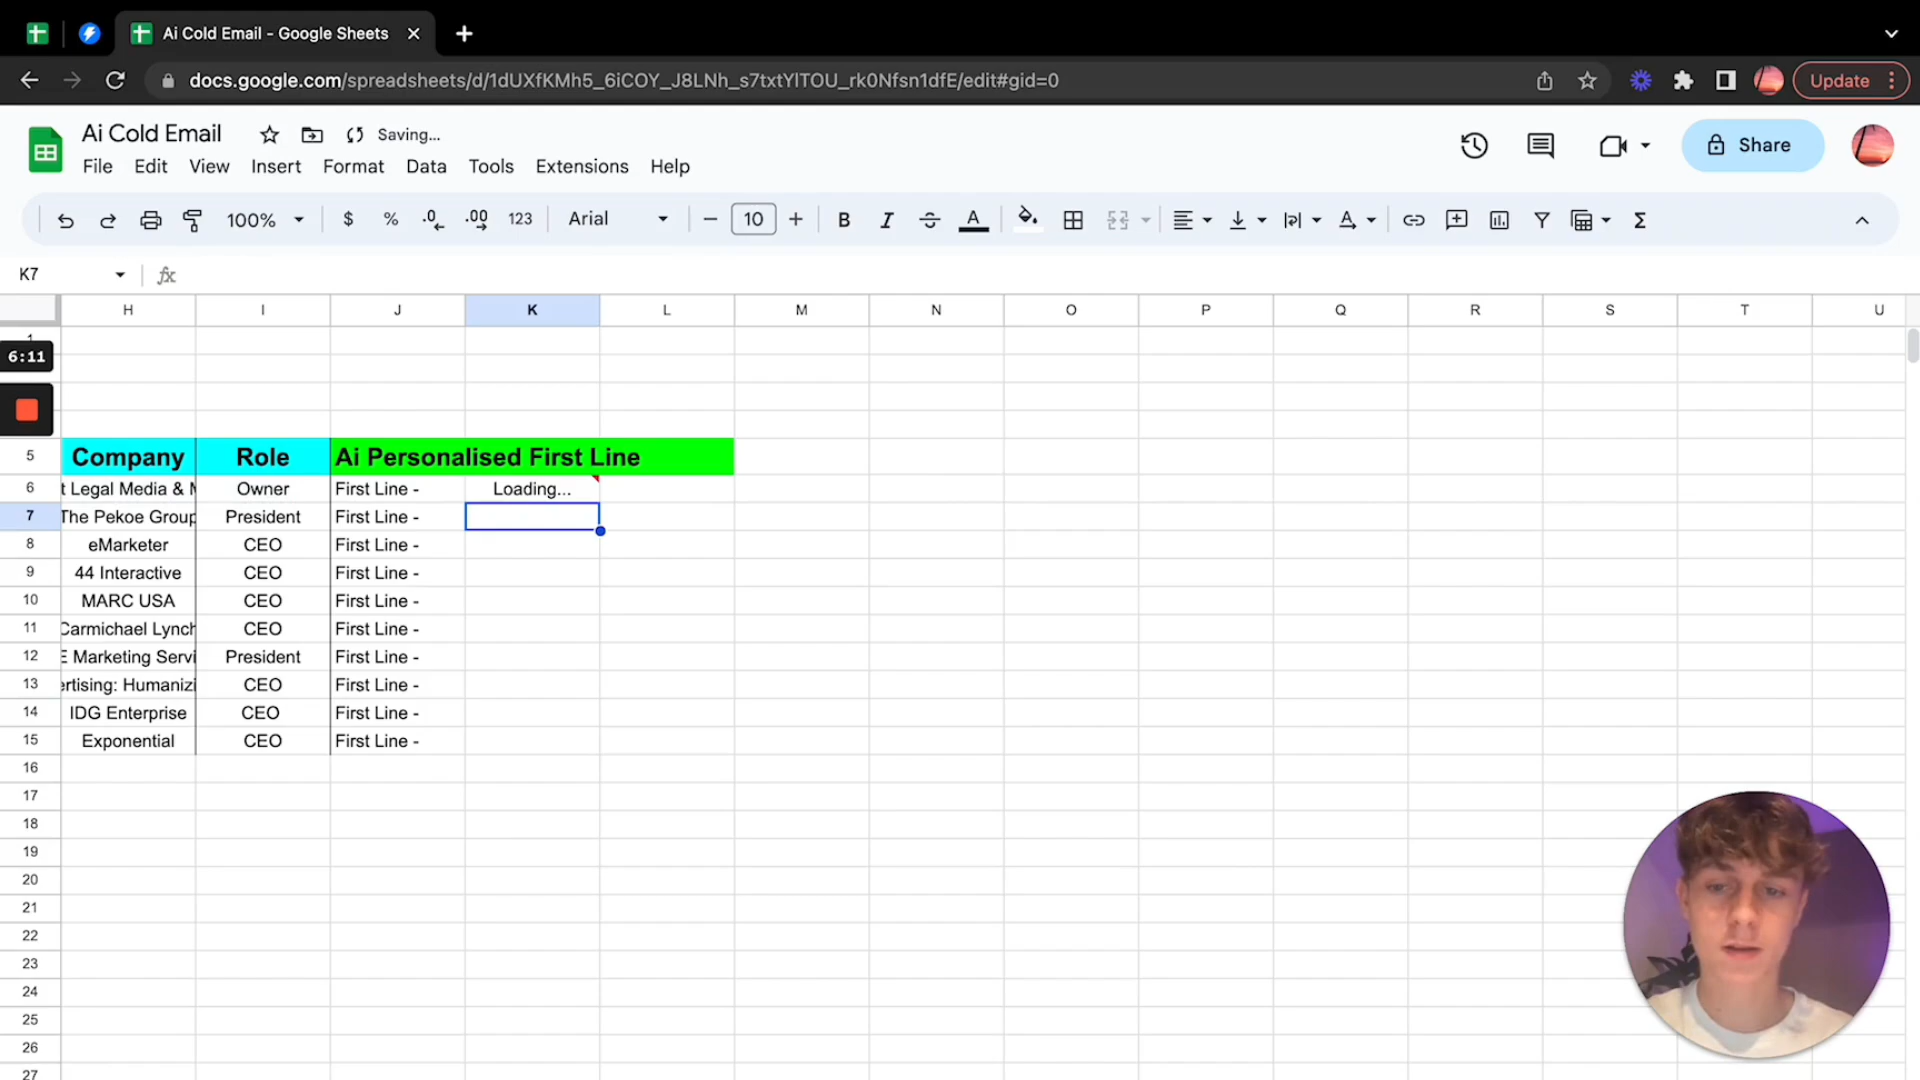 Ai Cold Email - Google Sheets
docs.google.com/spreadsheets/d/1dUXfKMh5_6iCOY_J8LNh_s7txtYlTOU_rk0Nfsn1dfE/edit#gid=0
Update
Ai Cold Email
Saving...
File Edit View Insert Format Data Tools Extensions Help
Share
100% $ % .0 .00 123 Arial 10 B I A Σ
K7 fx
H I J K L M N O P Q R S T U
1
6:11
5 Company Role Ai Personalised First Line
6 t Legal Media & Owner First Line - Loading...
7 The Pekoe Group President First Line -
8 eMarketer CEO First Line -
9 44 Interactive CEO First Line -
10 MARC USA CEO First Line -
11 Carmichael Lynch CEO First Line -
12 E Marketing Servi President First Line -
13 ertising: Humanizi CEO First Line -
14 IDG Enterprise CEO First Line -
15 Exponential CEO First Line -
16
17
18
19
20
21
22
23
24
25
26
27